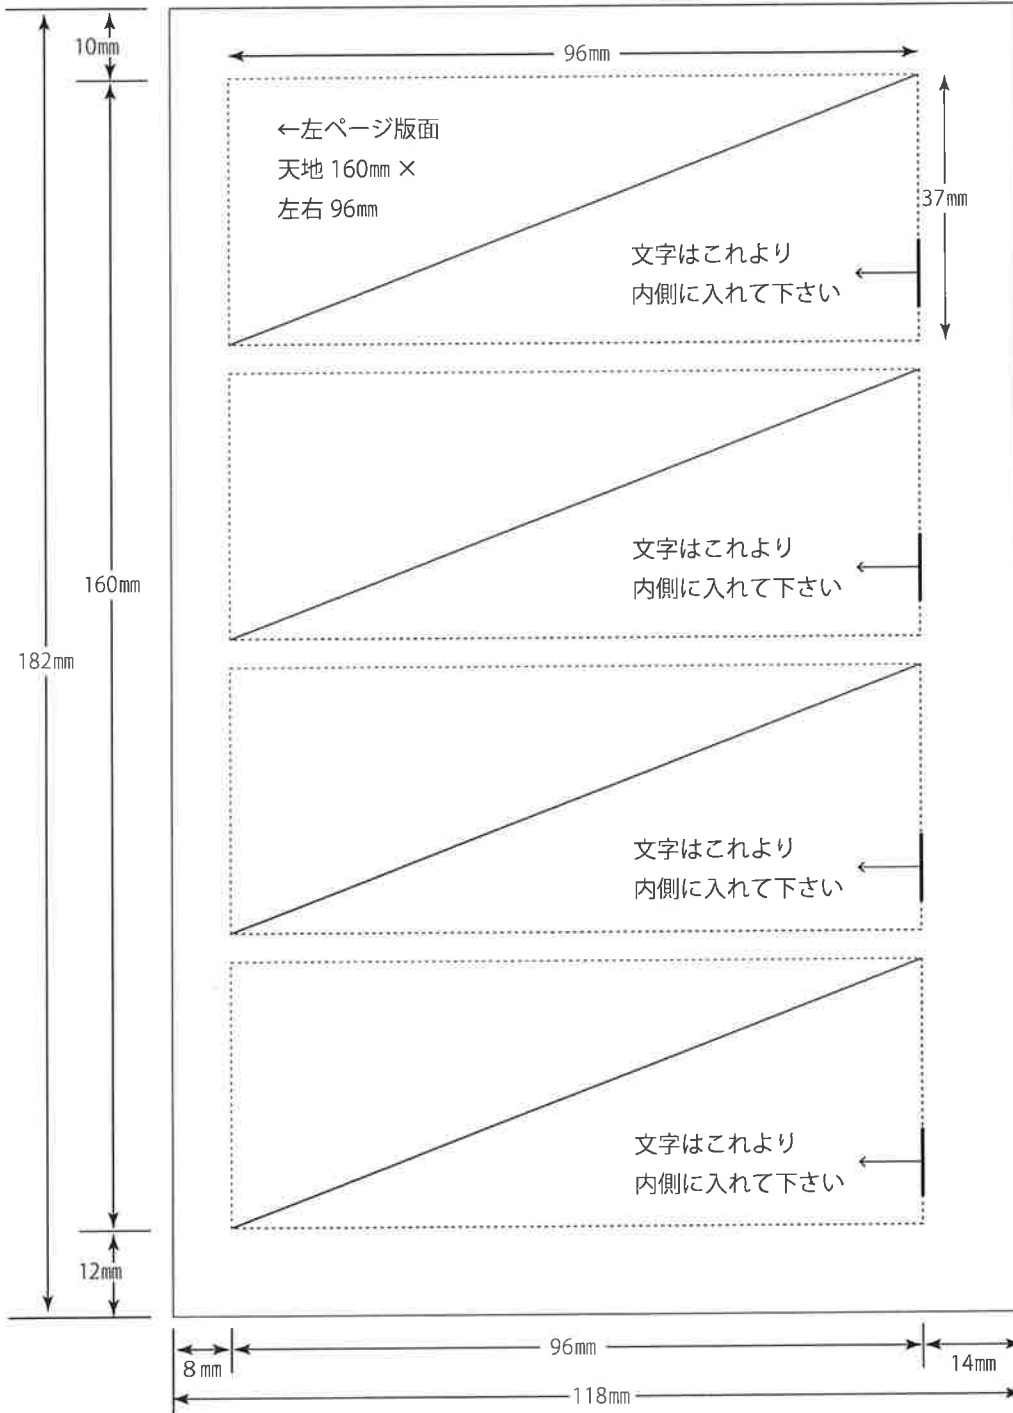 10㎜
96㎜
←左ページ版面
天地 160㎜ ×
左右 96㎜
37㎜
文字はこれより
内側に入れて下さい
文字はこれより
内側に入れて下さい
160㎜
182㎜
文字はこれより
内側に入れて下さい
文字はこれより
内側に入れて下さい
12㎜
8㎜
96㎜
14㎜
118㎜